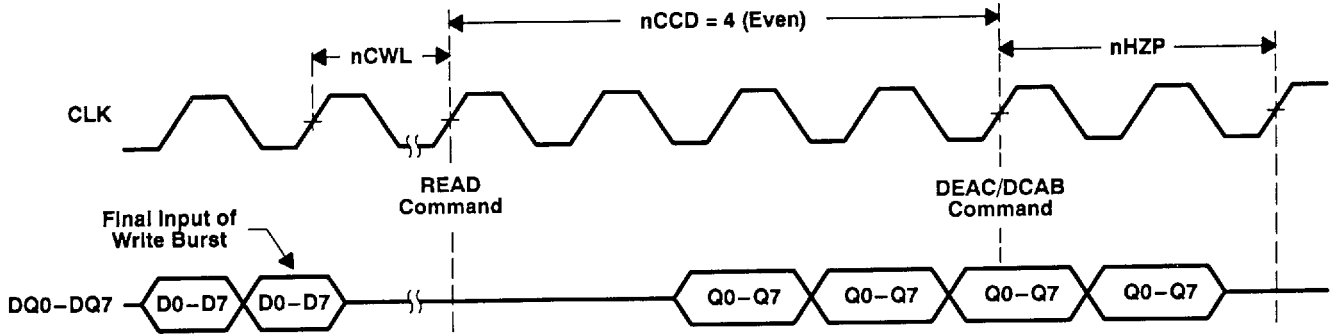 nCCD = 4 (Even)
nCWL
nHZP
CLK
READ
Command
DEAC/DCAB
Command
Final Input of
Write Burst
DQ0–DQ7
D0–D7
D0–D7
Q0–Q7
Q0–Q7
Q0–Q7
Q0–Q7